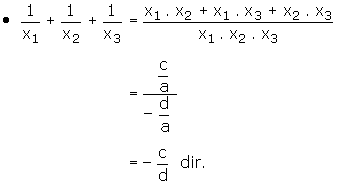 • 1/x₁ + 1/x₂ + 1/x₃ = (x₁ . x₂ + x₁ . x₃ + x₂ . x₃)/(x₁ . x₂ . x₃)
= (c/a)/(− d/a)
= − c/d dir.